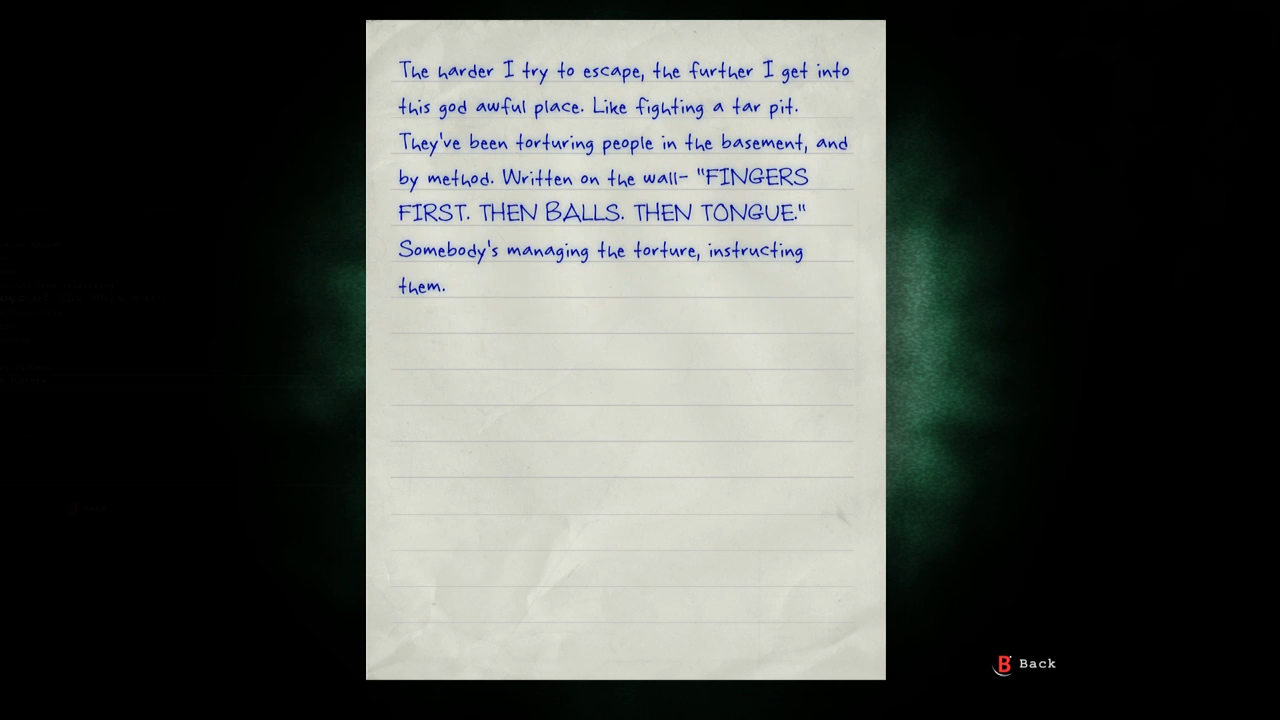 The harder I try to escape, the further I get into
this god awful place. Like fighting a tar pit.
They've been torturing people in the basement, and
by method. Written on the wall- "FINGERS
FIRST. THEN BALLS. THEN TONGUE."
Somebody's managing the torture, instructing
them.
B Back